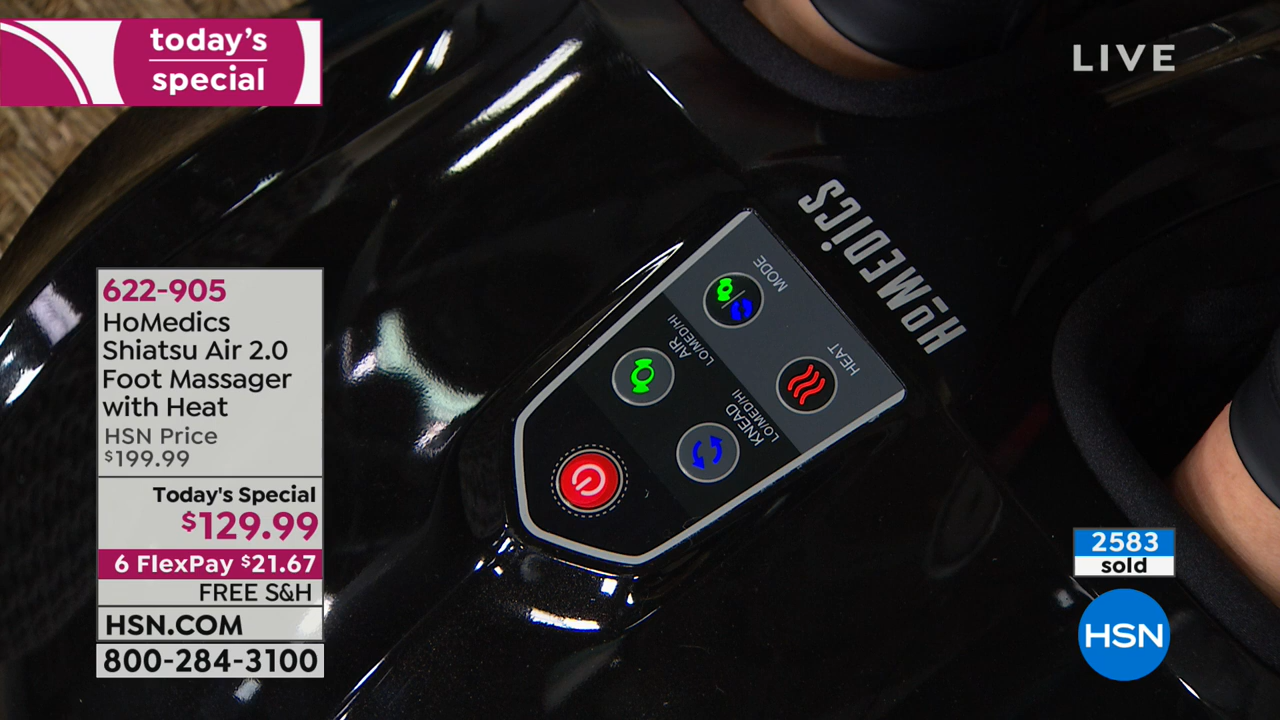 today's
special
LIVE
622-905
HoMedics
Shiatsu Air 2.0
Foot Massager
with Heat
HSN Price
$199.99
Today's Special
$129.99
6 FlexPay $21.67
FREE S&H
HSN.COM
800-284-3100
HoMEDiCS
MODE
HEAT
AIR
LO/MED/HI
KNEAD
LO/MED/HI
2583
sold
HSN